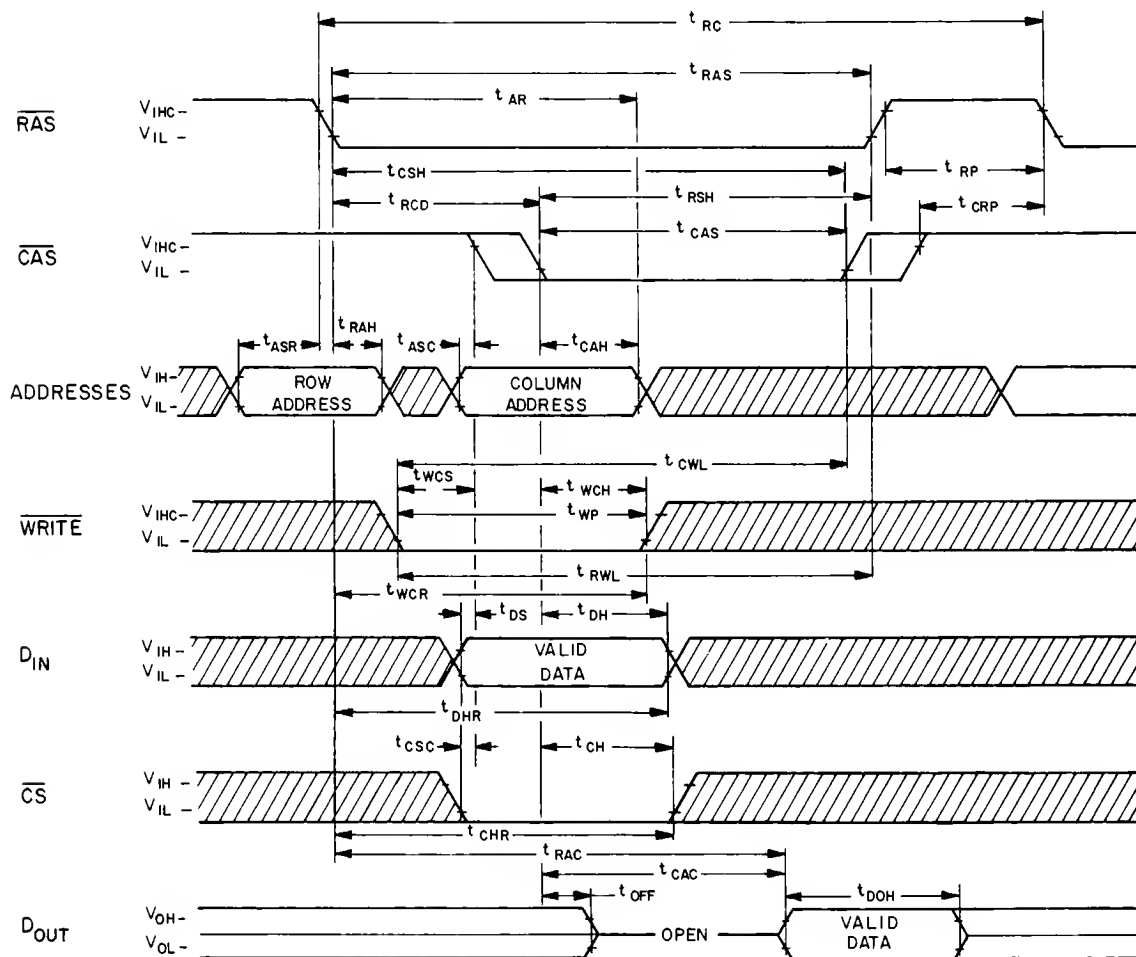 t RC
t RAS
t AR
RAS
V IHC
V IL
t CSH
t RP
t RCD
t RSH
t CRP
t CAS
CAS
V IHC
V IL
t ASR
t RAH
t ASC
t CAH
ADDRESSES
V IH
V IL
ROW ADDRESS
COLUMN ADDRESS
t CWL
t WCS
t WCH
t WP
WRITE
V IHC
V IL
t RWL
t WCR
t DS
t DH
D IN
V IH
V IL
VALID DATA
t DHR
t CSC
t CH
CS
V IH
V IL
t CHR
t RAC
t CAC
t OFF
t DOH
D OUT
V OH
V OL
OPEN
VALID DATA